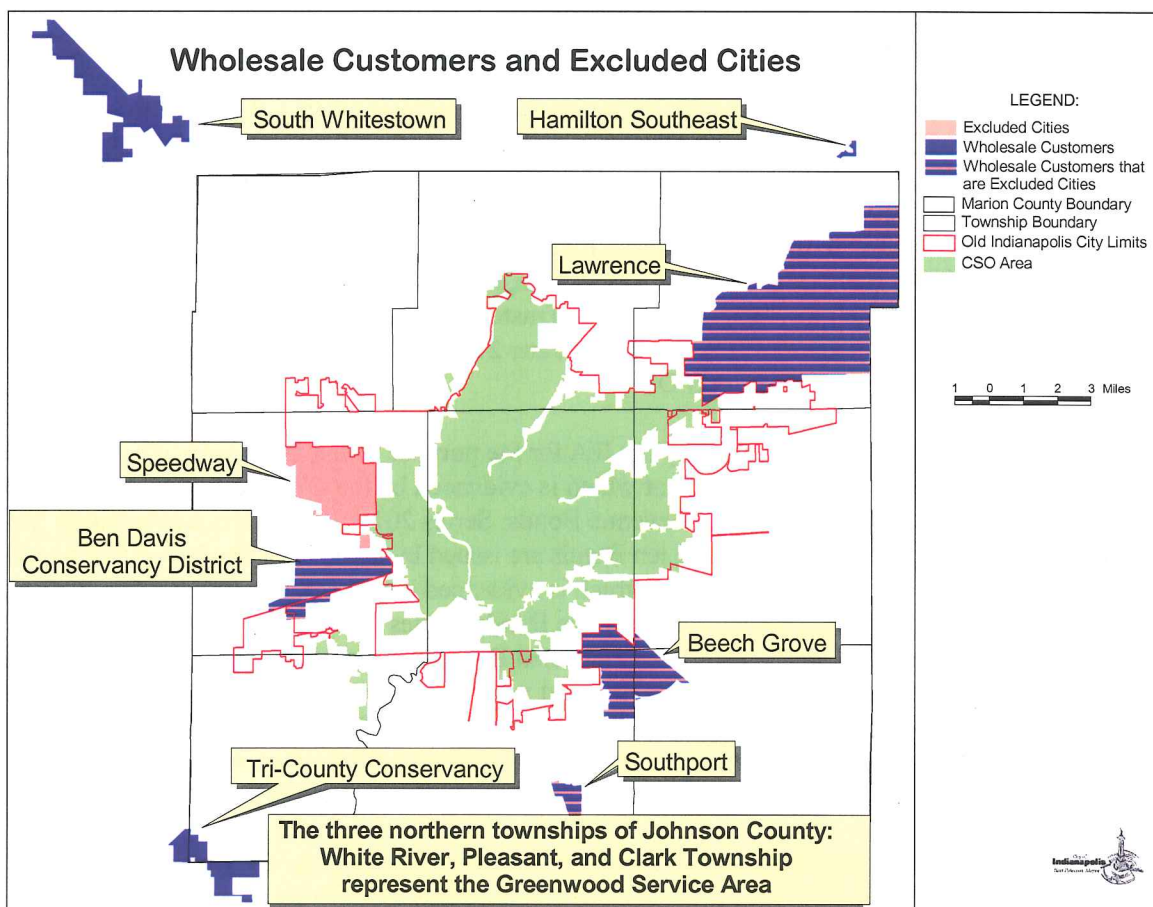 Wholesale Customers and Excluded Cities
South Whitestown
Hamilton Southeast
LEGEND:
Excluded Cities
Wholesale Customers
Wholesale Customers that
are Excluded Cities
Marion County Boundary
Township Boundary
Old Indianapolis City Limits
CSO Area
Lawrence
1 0 1 2 3 Miles
Speedway
Ben Davis
Conservancy District
Beech Grove
Tri-County Conservancy
Southport
The three northern townships of Johnson County:
White River, Pleasant, and Clark Township
represent the Greenwood Service Area
City of
Indianapolis